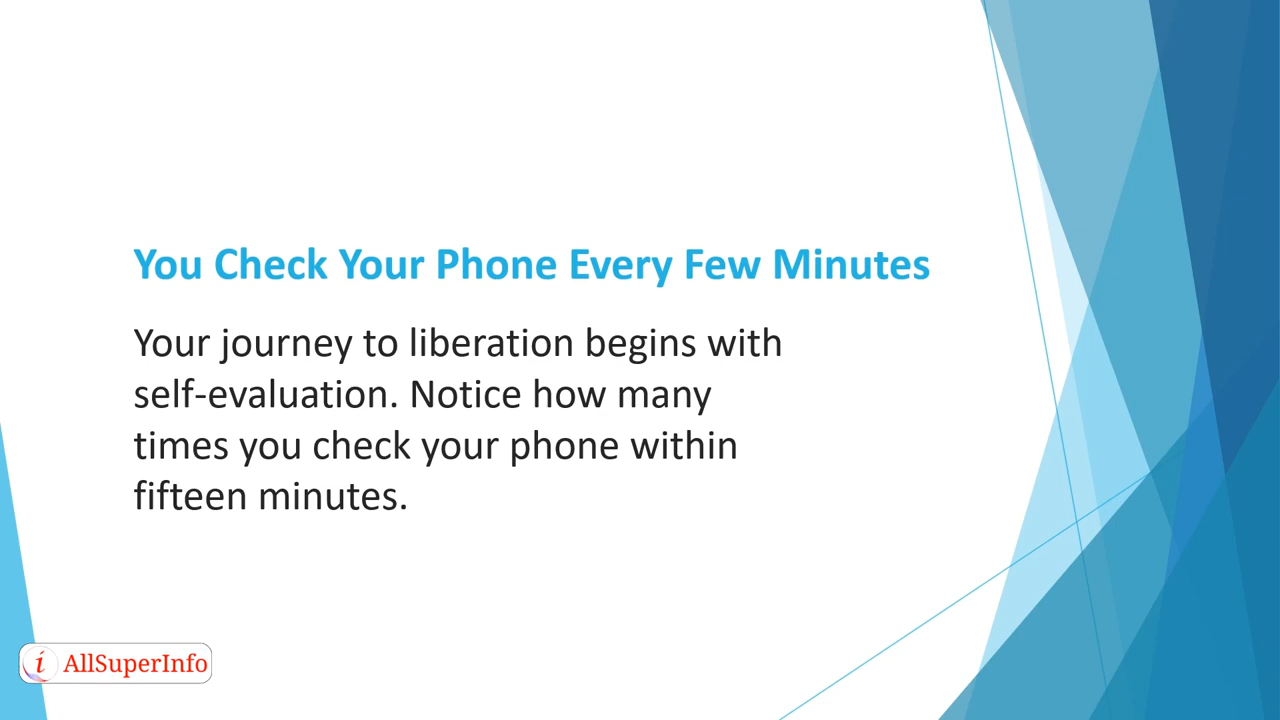 You Check Your Phone Every Few Minutes
Your journey to liberation begins with
self-evaluation. Notice how many
times you check your phone within
fifteen minutes.
i AllSuperInfo